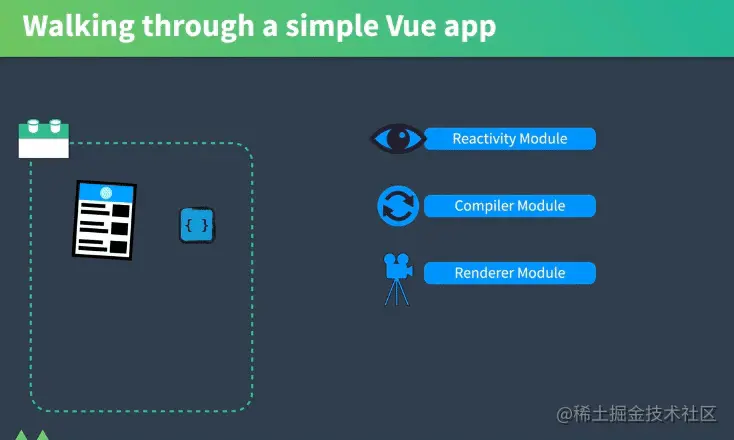 Walking through a simple Vue app
Reactivity Module
Compiler Module
{ }
Renderer Module
@稀土掘金技术社区